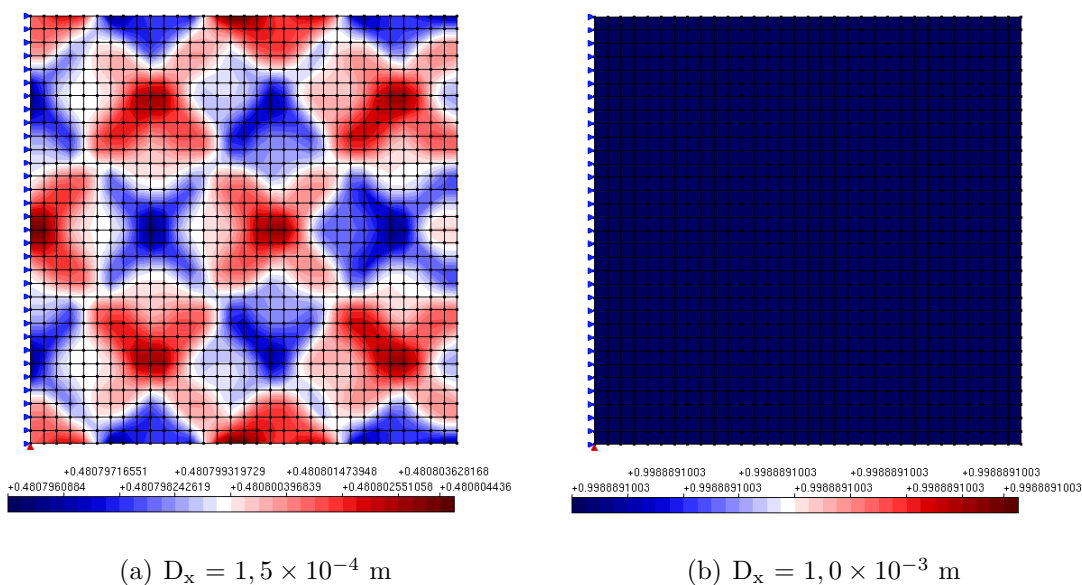 +0.48079716551 +0.4807993197​29 +0.480801473948 +0.480803628168
+0.4807960884 +0.480798242619 +0.480800396839 +0.480802551058 +0.480804436
+0.9988891003 +0.9988891003 +0.9988891003 +0.9988891003
+0.9988891003 +0.9988891003 +0.9988891003 +0.9988891003 +0.9988891003
(a) Dx = 1, 5 × 10−4 m
(b) Dx = 1, 0 × 10−3 m